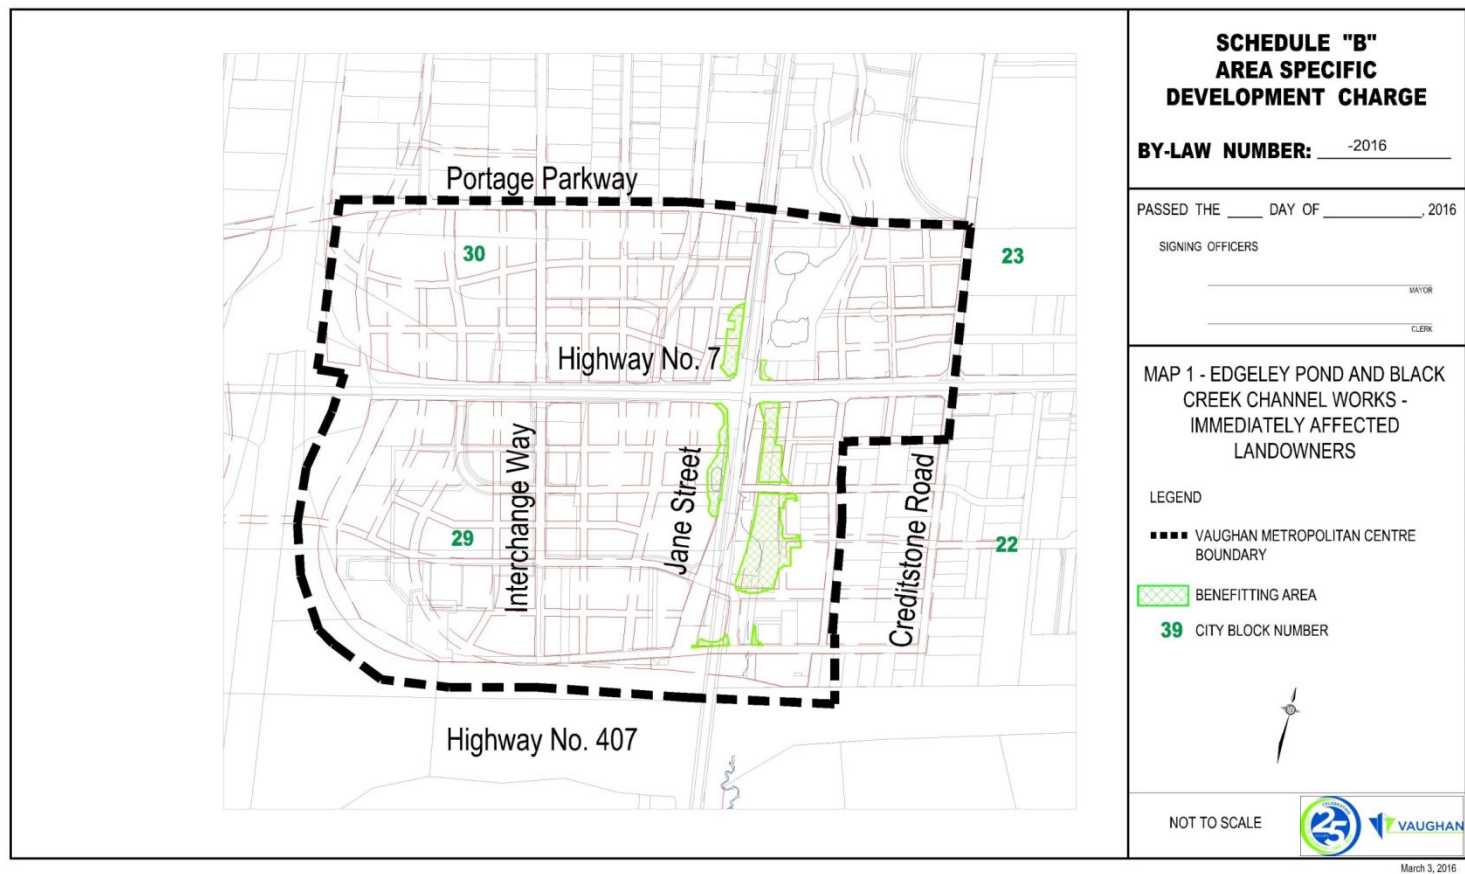 SCHEDULE "B"
AREA SPECIFIC
DEVELOPMENT CHARGE
BY-LAW NUMBER: -2016
PASSED THE ____ DAY OF ____________, 2016
SIGNING OFFICERS
MAYOR
CLERK
MAP 1 - EDGELEY POND AND BLACK
CREEK CHANNEL WORKS -
IMMEDIATELY AFFECTED
LANDOWNERS
LEGEND
VAUGHAN METROPOLITAN CENTRE
BOUNDARY
BENEFITTING AREA
39 CITY BLOCK NUMBER
NOT TO SCALE
25
VAUGHAN
March 3, 2016
Portage Parkway
30
23
Highway No. 7
Interchange Way
Jane Street
Creditstone Road
29
22
Highway No. 407